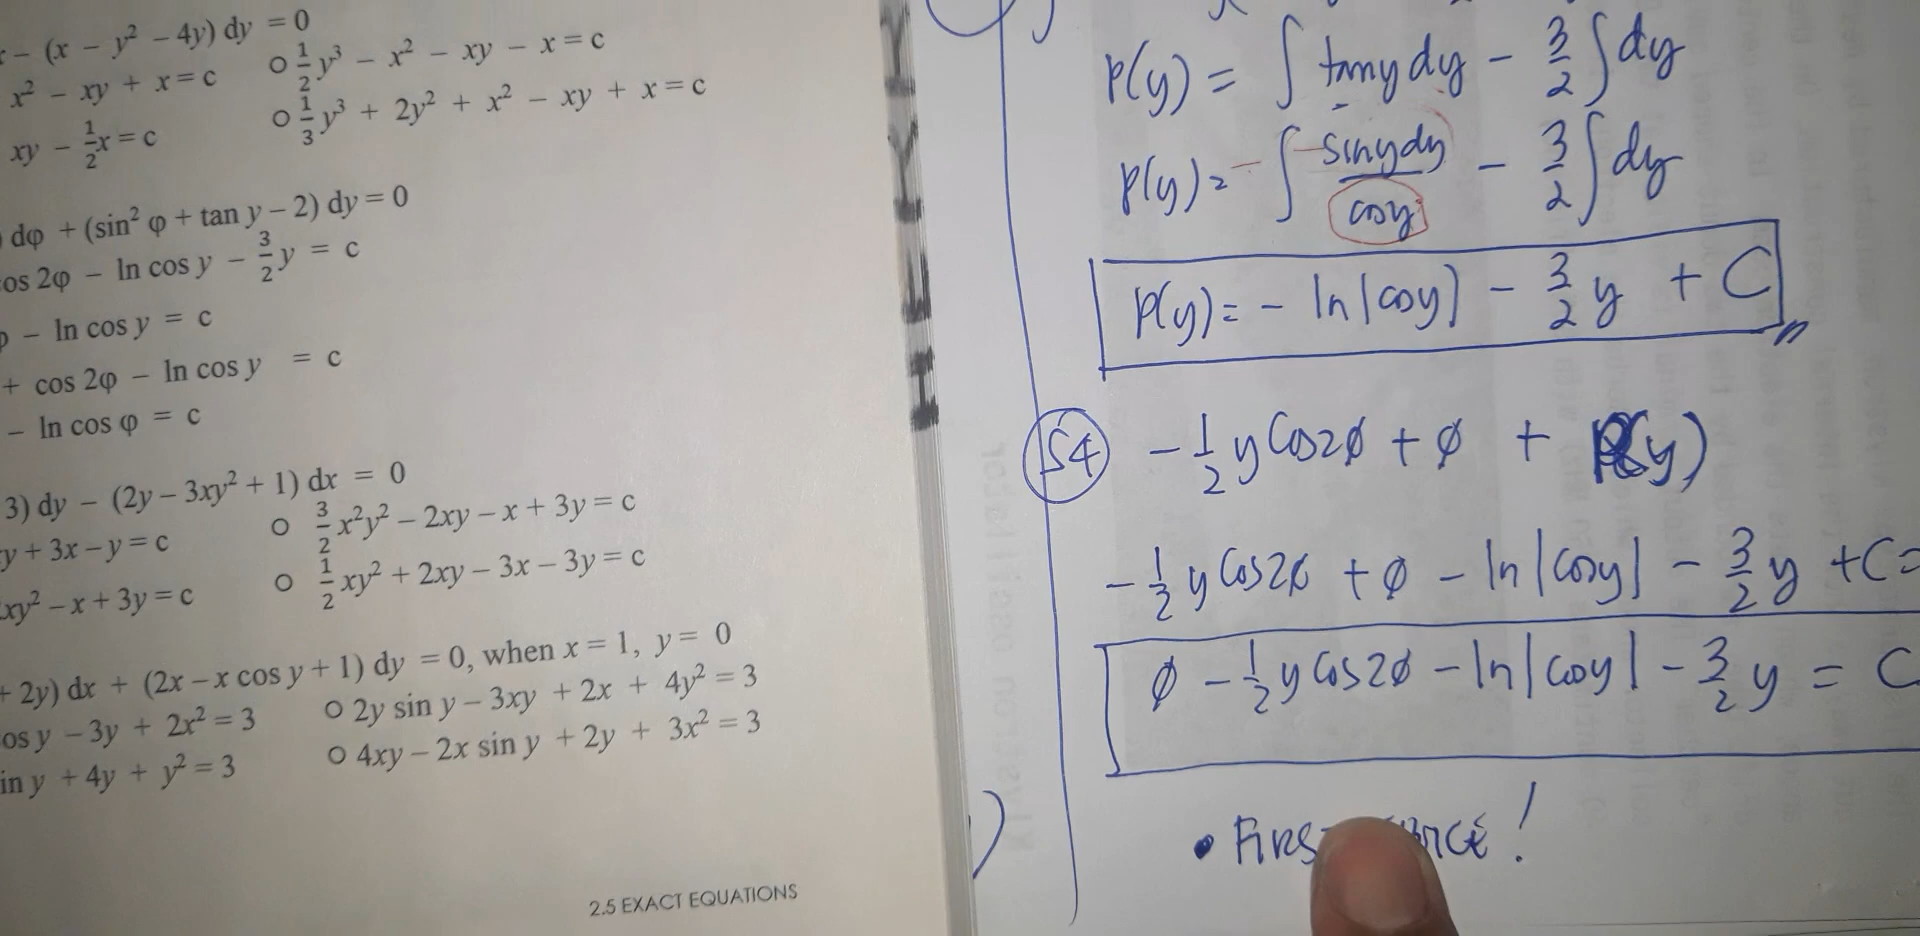 – (x – y² – 4y) dy = 0
x² – xy + x = c   ○ ½y³ – x² – xy – x = c
xy – ½x = c   ○ ⅓y³ + 2y² + x² – xy + x = c
dφ + (sin² φ + tan y – 2) dy = 0
os 2φ – ln cos y – 3/2 y = c
– ln cos y = c
+ cos 2φ – ln cos y = c
– ln cos φ = c
3) dy – (2y – 3xy² + 1) dx = 0
y + 3x – y = c   ○ 3/2 x²y² – 2xy – x + 3y = c
xy² – x + 3y = c   ○ ½ xy² + 2xy – 3x – 3y = c
+ 2y) dx + (2x – x cos y + 1) dy = 0, when x = 1, y = 0
os y – 3y + 2x² = 3   ○ 2y sin y – 3xy + 2x + 4y² = 3
in y + 4y + y² = 3   ○ 4xy – 2x sin y + 2y + 3x² = 3
2.5 EXACT EQUATIONS
P(y) = ∫ tany dy – 3/2 ∫dy
P(y) = – ∫ –siny dy / cosy – 3/2 ∫dy
P(y) = – ln|cosy| – 3/2 y + C
S4 – ½ y Cos2φ + φ + P(y)
– ½ y Cos2φ + φ – ln|cosy| – 3/2 y + C =
φ – ½ y Cos2φ – ln|cosy| – 3/2 y = C